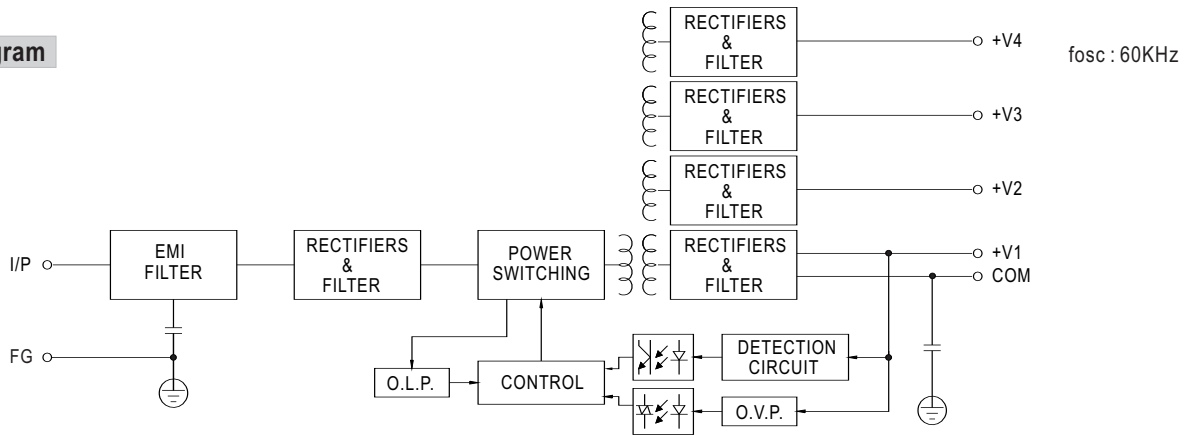 gram
RECTIFIERS
&
FILTER
+V4
fosc : 60KHz
RECTIFIERS
&
FILTER
+V3
RECTIFIERS
&
FILTER
+V2
I/P
EMI
FILTER
RECTIFIERS
&
FILTER
POWER
SWITCHING
RECTIFIERS
&
FILTER
+V1
COM
FG
O.L.P.
CONTROL
DETECTION
CIRCUIT
O.V.P.